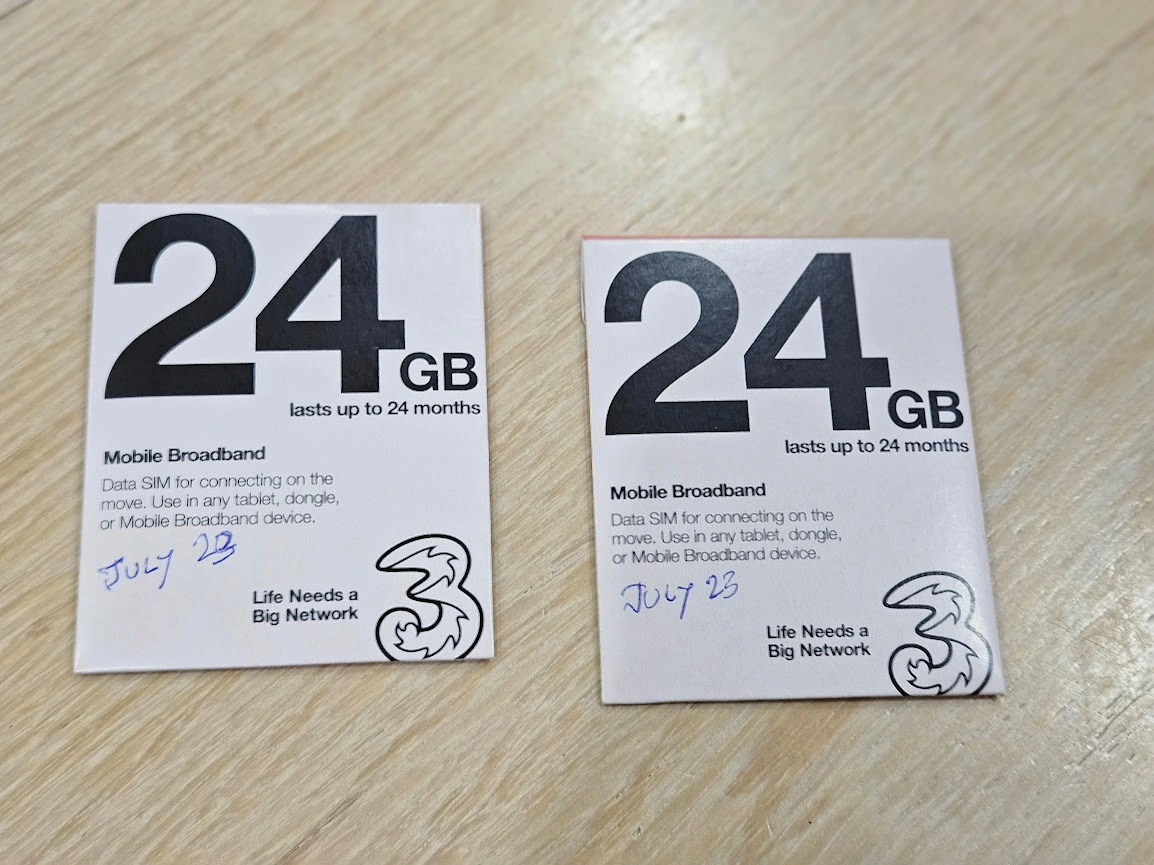 24
GB
lasts up to 24 months
Mobile Broadband
Data SIM for connecting on the
move. Use in any tablet, dongle,
or Mobile Broadband device.
JULY 23
Life Needs a
Big Network
3
24
GB
lasts up to 24 months
Mobile Broadband
Data SIM for connecting on the
move. Use in any tablet, dongle,
or Mobile Broadband device.
JULY 23
Life Needs a
Big Network
3